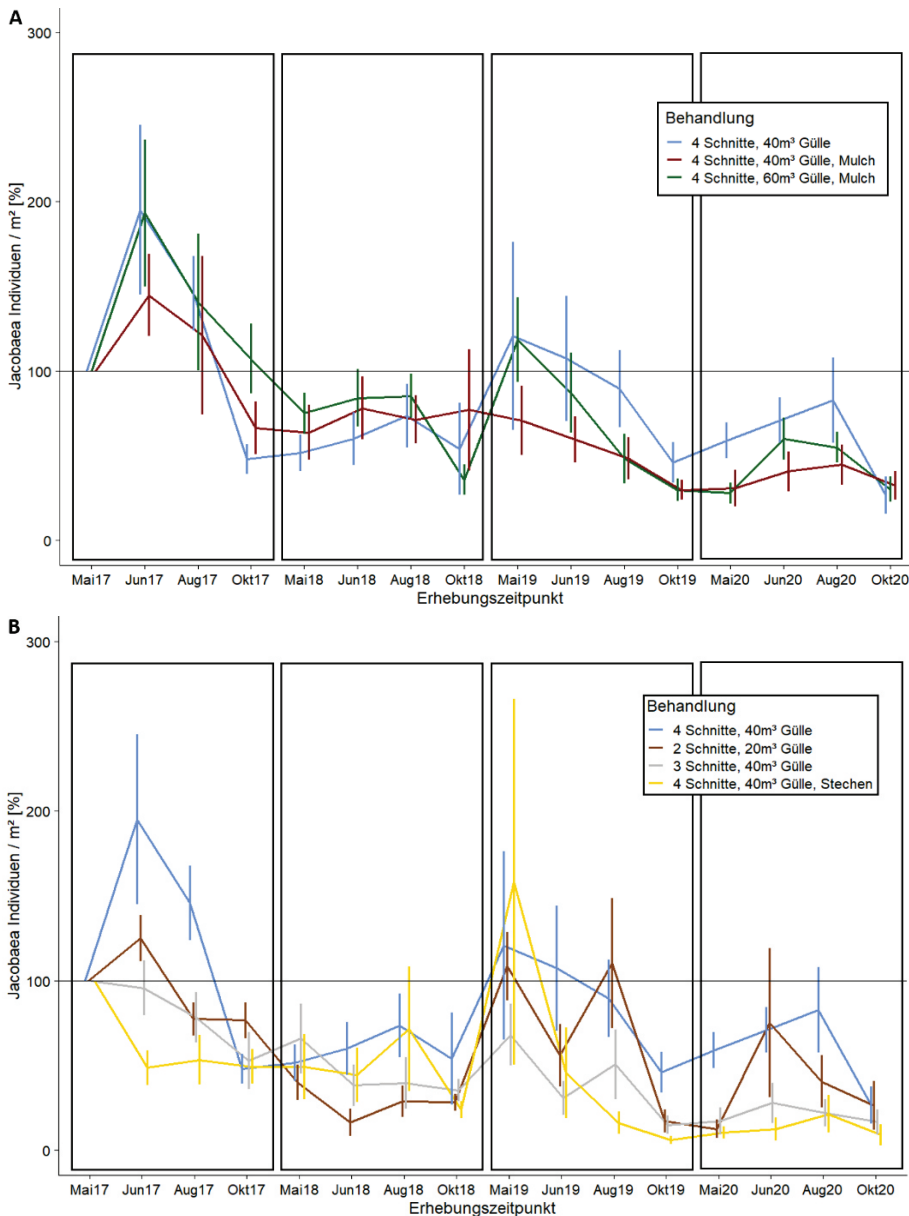 A
300
200
100
0
Jacobaea Individuen / m² [%]
Behandlung
4 Schnitte, 40m³ Gülle
4 Schnitte, 40m³ Gülle, Mulch
4 Schnitte, 60m³ Gülle, Mulch
Mai17 Jun17 Aug17 Okt17 Mai18 Jun18 Aug18 Okt18 Mai19 Jun19 Aug19 Okt19 Mai20 Jun20 Aug20 Okt20
Erhebungszeitpunkt
B
300
200
100
0
Jacobaea Individuen / m² [%]
Behandlung
4 Schnitte, 40m³ Gülle
2 Schnitte, 20m³ Gülle
3 Schnitte, 40m³ Gülle
4 Schnitte, 40m³ Gülle, Stechen
Mai17 Jun17 Aug17 Okt17 Mai18 Jun18 Aug18 Okt18 Mai19 Jun19 Aug19 Okt19 Mai20 Jun20 Aug20 Okt20
Erhebungszeitpunkt